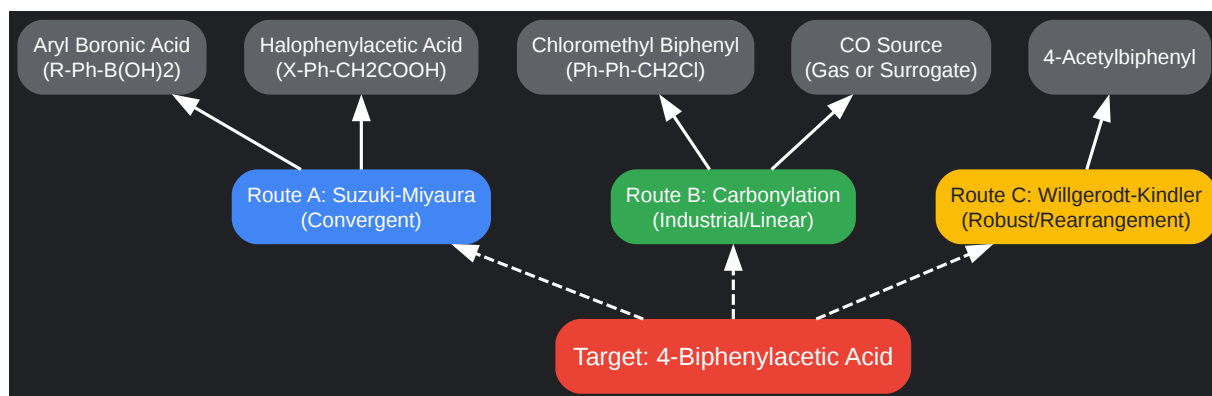 Aryl Boronic Acid
(R-Ph-B(OH)2)
Halophenylacetic Acid
(X-Ph-CH2COOH)
Chloromethyl Biphenyl
(Ph-Ph-CH2Cl)
CO Source
(Gas or Surrogate)
4-Acetylbiphenyl
Route A: Suzuki-Miyaura
(Convergent)
Route B: Carbonylation
(Industrial/Linear)
Route C: Willgerodt-Kindler
(Robust/Rearrangement)
Target: 4-Biphenylacetic Acid